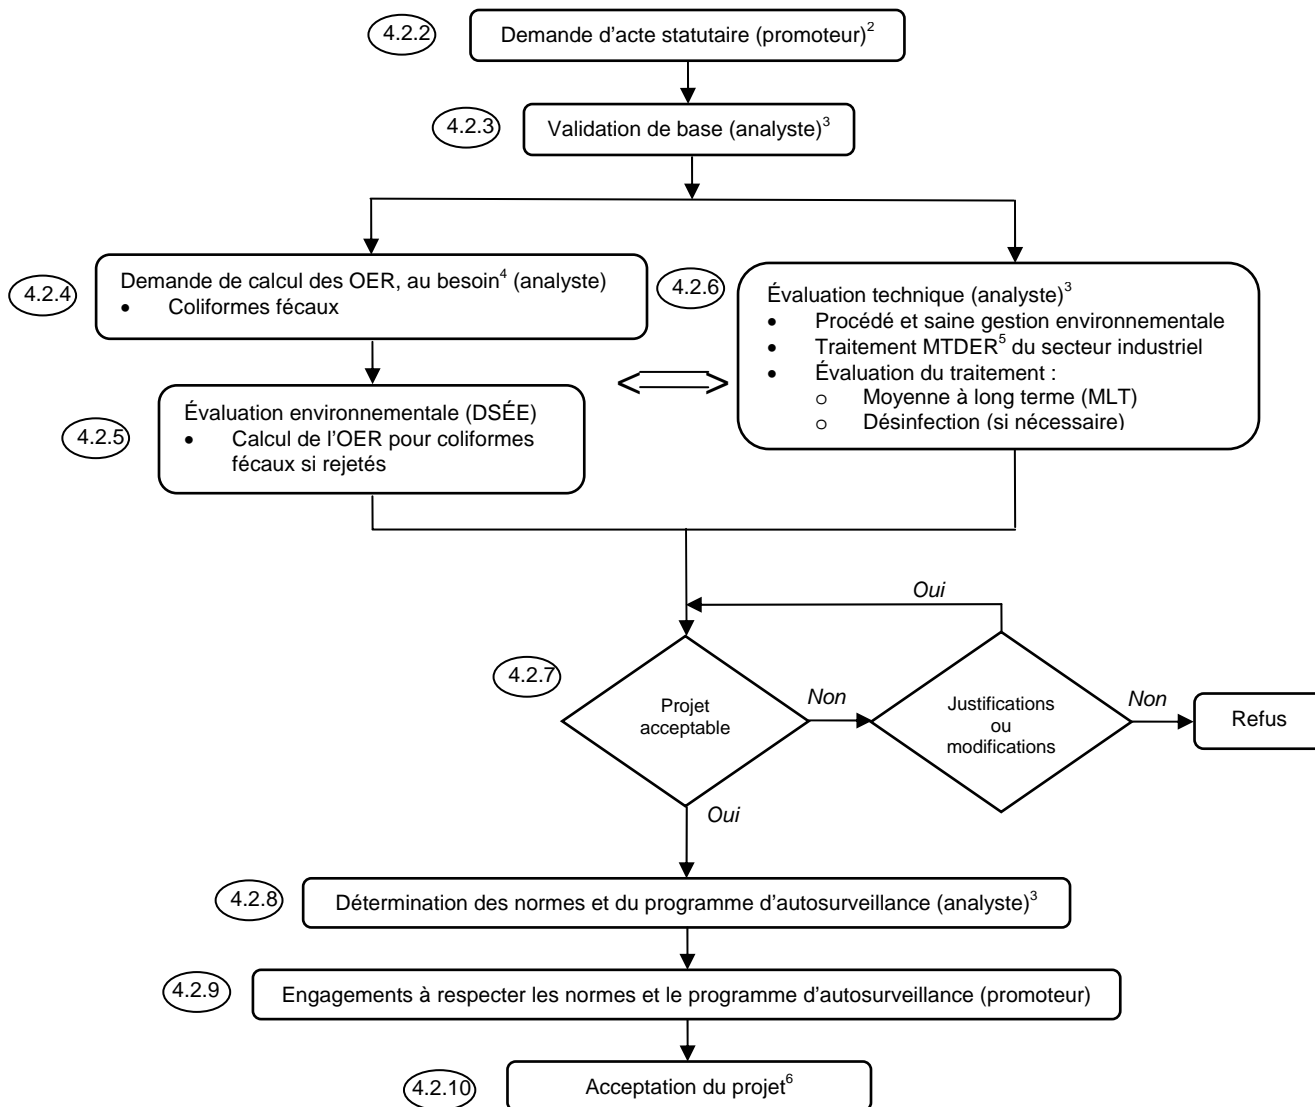 4.2.2
Demande d'acte statutaire (promoteur)²
4.2.3
Validation de base (analyste)³
4.2.4
Demande de calcul des OER, au besoin⁴ (analyste)
• Coliformes fécaux
4.2.6
Évaluation technique (analyste)³
• Procédé et saine gestion environnementale
• Traitement MTDER⁵ du secteur industriel
• Évaluation du traitement :
o Moyenne à long terme (MLT)
o Désinfection (si nécessaire)
4.2.5
Évaluation environnementale (DSÉE)
• Calcul de l'OER pour coliformes
fécaux si rejetés
Oui
4.2.7
Projet
acceptable
Non
Justifications
ou
modifications
Non
Refus
Oui
4.2.8
Détermination des normes et du programme d'autosurveillance (analyste)³
4.2.9
Engagements à respecter les normes et le programme d'autosurveillance (promoteur)
4.2.10
Acceptation du projet⁶